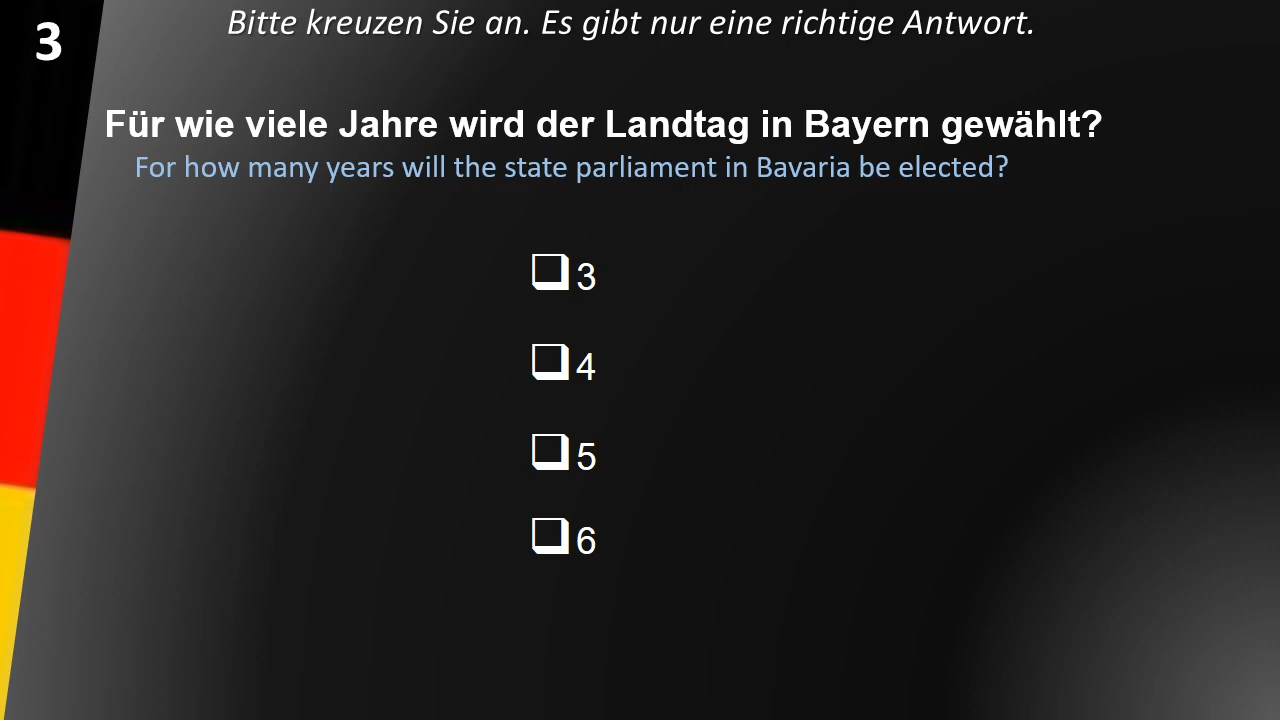 3
Bitte kreuzen Sie an. Es gibt nur eine richtige Antwort.
Für wie viele Jahre wird der Landtag in Bayern gewählt?
For how many years will the state parliament in Bavaria be elected?
❑ 3
❑ 4
❑ 5
❑ 6